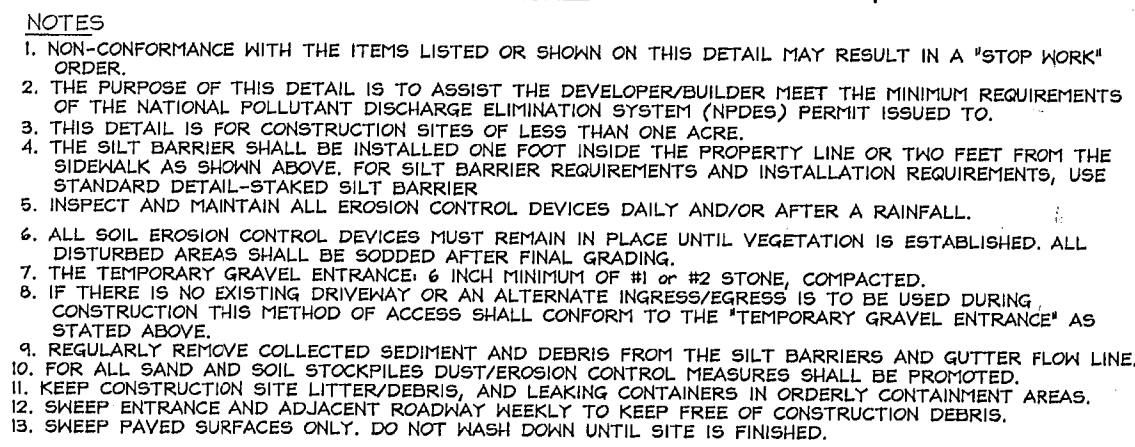 NOTES
1. NON-CONFORMANCE WITH THE ITEMS LISTED OR SHOWN ON THIS DETAIL MAY RESULT IN A "STOP WORK"
ORDER.
2. THE PURPOSE OF THIS DETAIL IS TO ASSIST THE DEVELOPER/BUILDER MEET THE MINIMUM REQUIREMENTS
OF THE NATIONAL POLLUTANT DISCHARGE ELIMINATION SYSTEM (NPDES) PERMIT ISSUED TO.
3. THIS DETAIL IS FOR CONSTRUCTION SITES OF LESS THAN ONE ACRE.
4. THE SILT BARRIER SHALL BE INSTALLED ONE FOOT INSIDE THE PROPERTY LINE OR TWO FEET FROM THE
SIDEWALK AS SHOWN ABOVE. FOR SILT BARRIER REQUIREMENTS AND INSTALLATION REQUIREMENTS, USE
STANDARD DETAIL-STAKED SILT BARRIER
5. INSPECT AND MAINTAIN ALL EROSION CONTROL DEVICES DAILY AND/OR AFTER A RAINFALL.
6. ALL SOIL EROSION CONTROL DEVICES MUST REMAIN IN PLACE UNTIL VEGETATION IS ESTABLISHED. ALL
DISTURBED AREAS SHALL BE SODDED AFTER FINAL GRADING.
7. THE TEMPORARY GRAVEL ENTRANCE: 6 INCH MINIMUM OF #1 or #2 STONE, COMPACTED.
8. IF THERE IS NO EXISTING DRIVEWAY OR AN ALTERNATE INGRESS/EGRESS IS TO BE USED DURING
CONSTRUCTION THIS METHOD OF ACCESS SHALL CONFORM TO THE "TEMPORARY GRAVEL ENTRANCE" AS
STATED ABOVE.
9. REGULARLY REMOVE COLLECTED SEDIMENT AND DEBRIS FROM THE SILT BARRIERS AND GUTTER FLOW LINE.
10. FOR ALL SAND AND SOIL STOCKPILES DUST/EROSION CONTROL MEASURES SHALL BE PROMOTED.
11. KEEP CONSTRUCTION SITE LITTER/DEBRIS, AND LEAKING CONTAINERS IN ORDERLY CONTAINMENT AREAS.
12. SWEEP ENTRANCE AND ADJACENT ROADWAY WEEKLY TO KEEP FREE OF CONSTRUCTION DEBRIS.
13. SWEEP PAVED SURFACES ONLY. DO NOT WASH DOWN UNTIL SITE IS FINISHED.